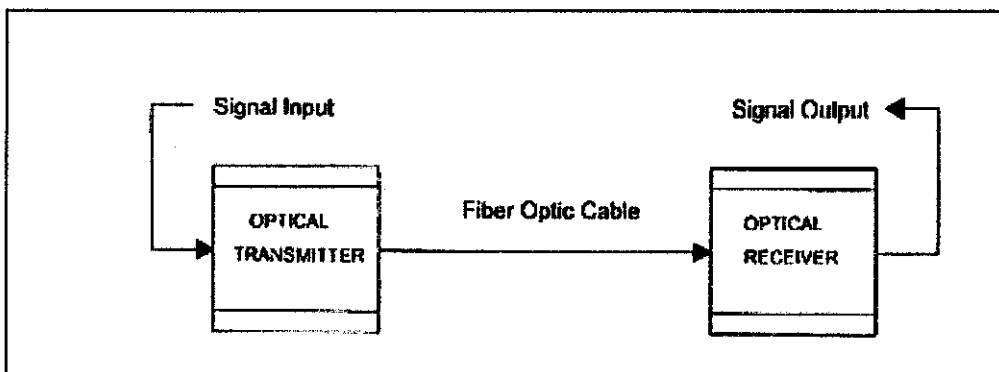 Signal Input
Signal Output
Fiber Optic Cable
OPTICAL
TRANSMITTER
OPTICAL
RECEIVER